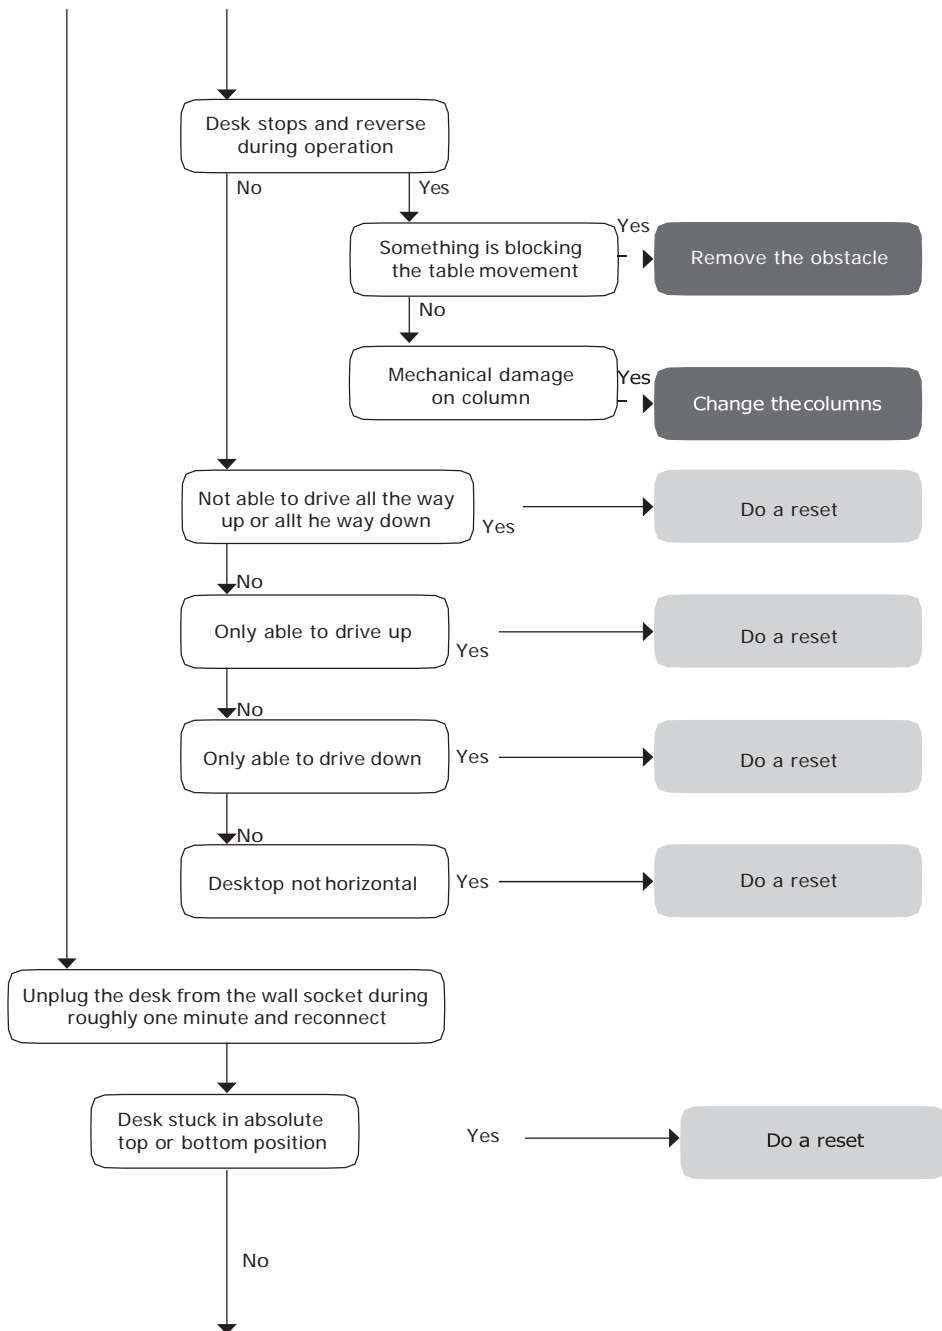 Desk stops and reverse
during operation
No
Yes
Something is blocking
the table movement
Yes
Remove the obstacle
No
Mechanical damage
on column
Yes
Change thecolumns
Not able to drive all the way
up or allt he way down
Yes
Do a reset
No
Only able to drive up
Yes
Do a reset
No
Only able to drive down
Yes
Do a reset
No
Desktop not horizontal
Yes
Do a reset
Unplug the desk from the wall socket during
roughly one minute and reconnect
Desk stuck in absolute
top or bottom position
Yes
Do a reset
No